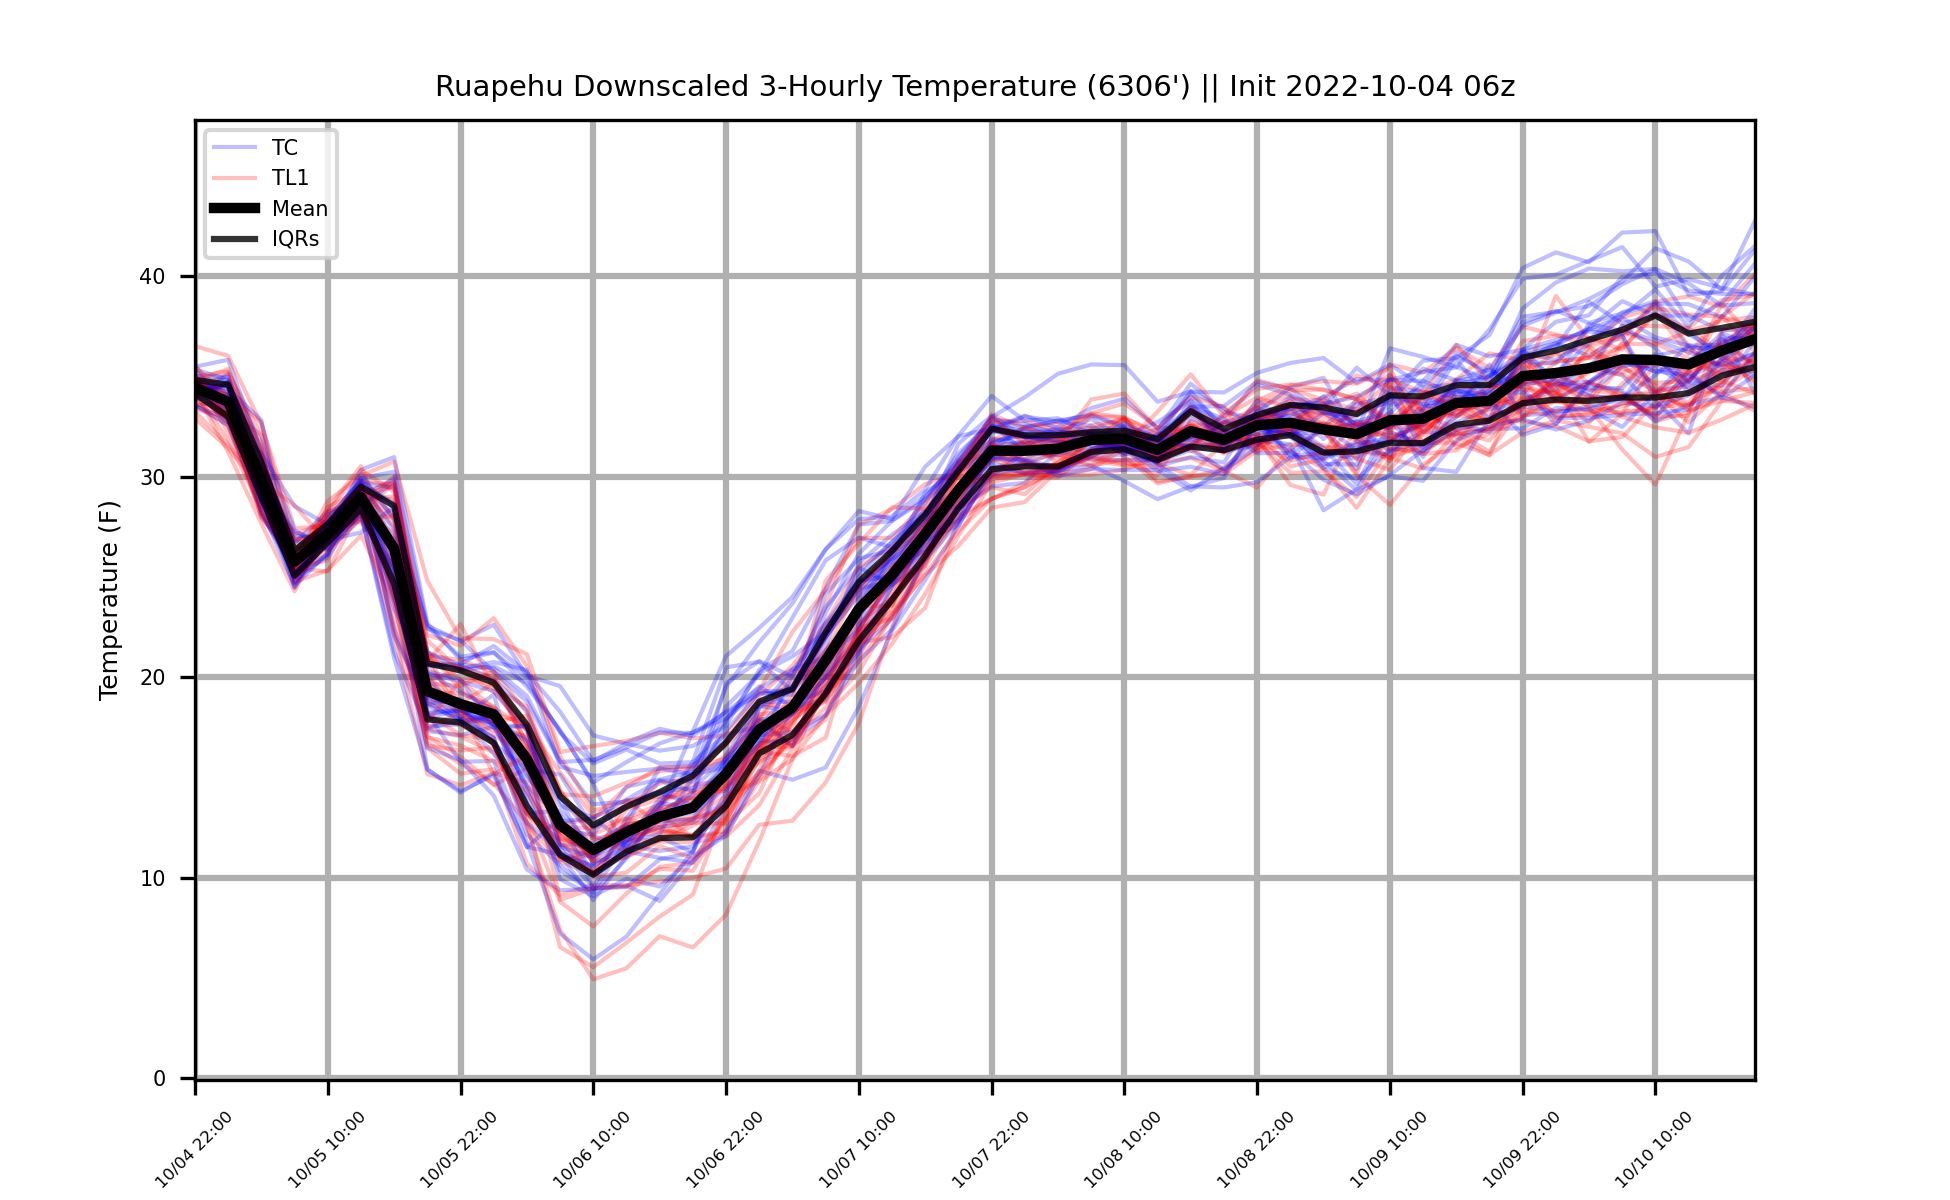 Ruapehu Downscaled 3-Hourly Temperature (6306') || Init 2022-10-04 06z
TC
TL1
Mean
IQRs
Temperature (F)
40
30
20
10
0
10/04 22:00
10/05 10:00
10/05 22:00
10/06 10:00
10/06 22:00
10/07 10:00
10/07 22:00
10/08 10:00
10/08 22:00
10/09 10:00
10/09 22:00
10/10 10:00